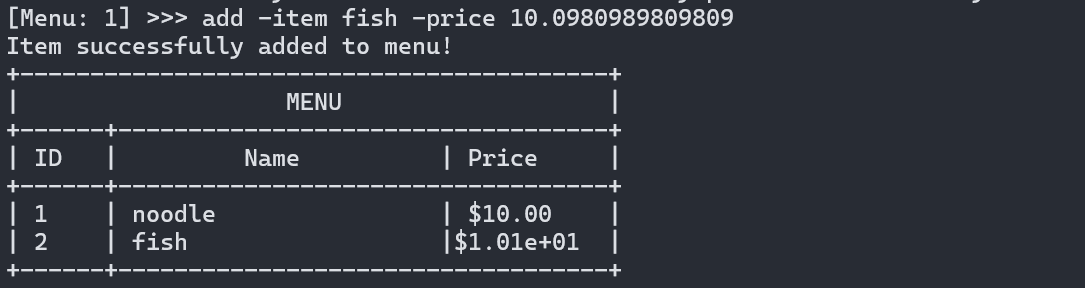 [Menu: 1] >>> add -item fish -price 10.0980989809809
Item successfully added to menu!
+------------------------------------------+
|                   MENU                   |
+------+-----------------------------------+
| ID   |         Name          | Price     |
+------+-----------------------------------+
| 1    | noodle                | $10.00    |
| 2    | fish                  |$1.01e+01  |
+------+-----------------------------------+